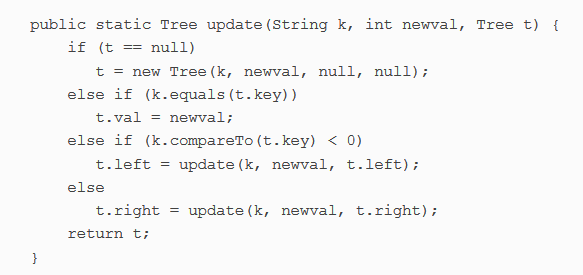 public static Tree update(String k, int newval, Tree t) {
    if (t == null)
       t = new Tree(k, newval, null, null);
    else if (k.equals(t.key))
       t.val = newval;
    else if (k.compareTo(t.key) < 0)
       t.left = update(k, newval, t.left);
    else
       t.right = update(k, newval, t.right);
    return t;
}